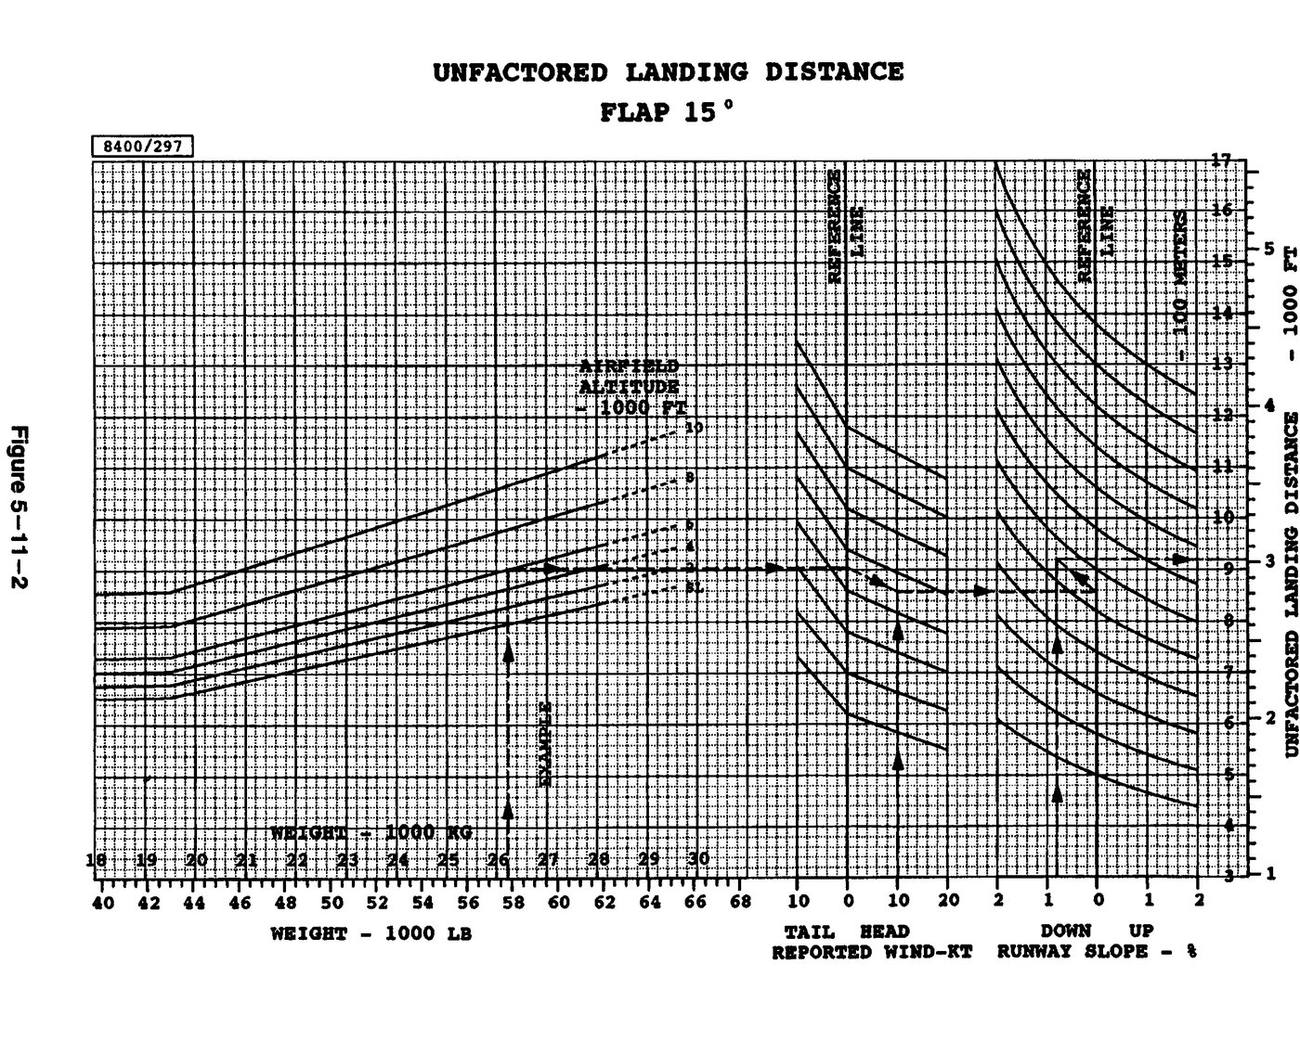 UNFACTORED LANDING DISTANCE
FLAP 15°
8400/297
REFERENCE
LINE
REFERENCE
LINE
- 100 METERS
17
16
15
14
13
12
11
10
9
8
7
6
5
4
3
5
4
3
2
1
UNFACTORED LANDING DISTANCE - 1000 FT
AIRFIELD
ALTITUDE
- 1000 FT
10
8
6
4
2
SL
EXAMPLE
WEIGHT - 1000 KG
18 19 20 21 22 23 24 25 26 27 28 29 30
40 42 44 46 48 50 52 54 56 58 62 64 66 68 10 0 10 20 2 1 0 1 2
WEIGHT - 1000 LB
TAIL HEAD
REPORTED WIND-KT
DOWN UP
RUNWAY SLOPE - %
Figure 5-11-2